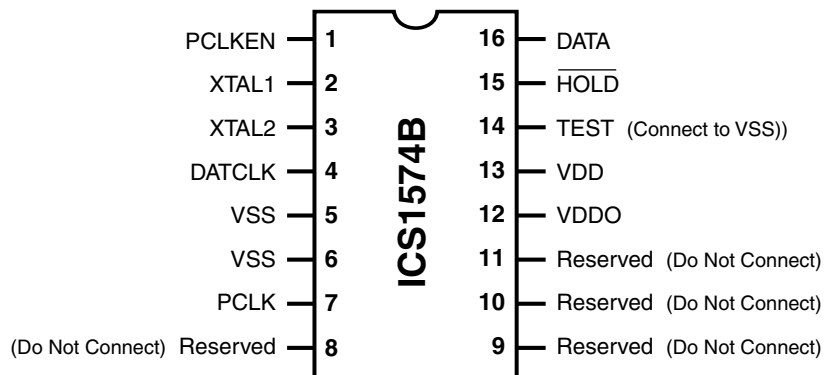 PCLKEN 1 16 DATA
XTAL1 2 15 HOLD
XTAL2 3 14 TEST (Connect to VSS))
DATCLK 4 13 VDD
VSS 5 12 VDDO
VSS 6 11 Reserved (Do Not Connect)
PCLK 7 10 Reserved (Do Not Connect)
(Do Not Connect) Reserved 8 9 Reserved (Do Not Connect)
ICS1574B